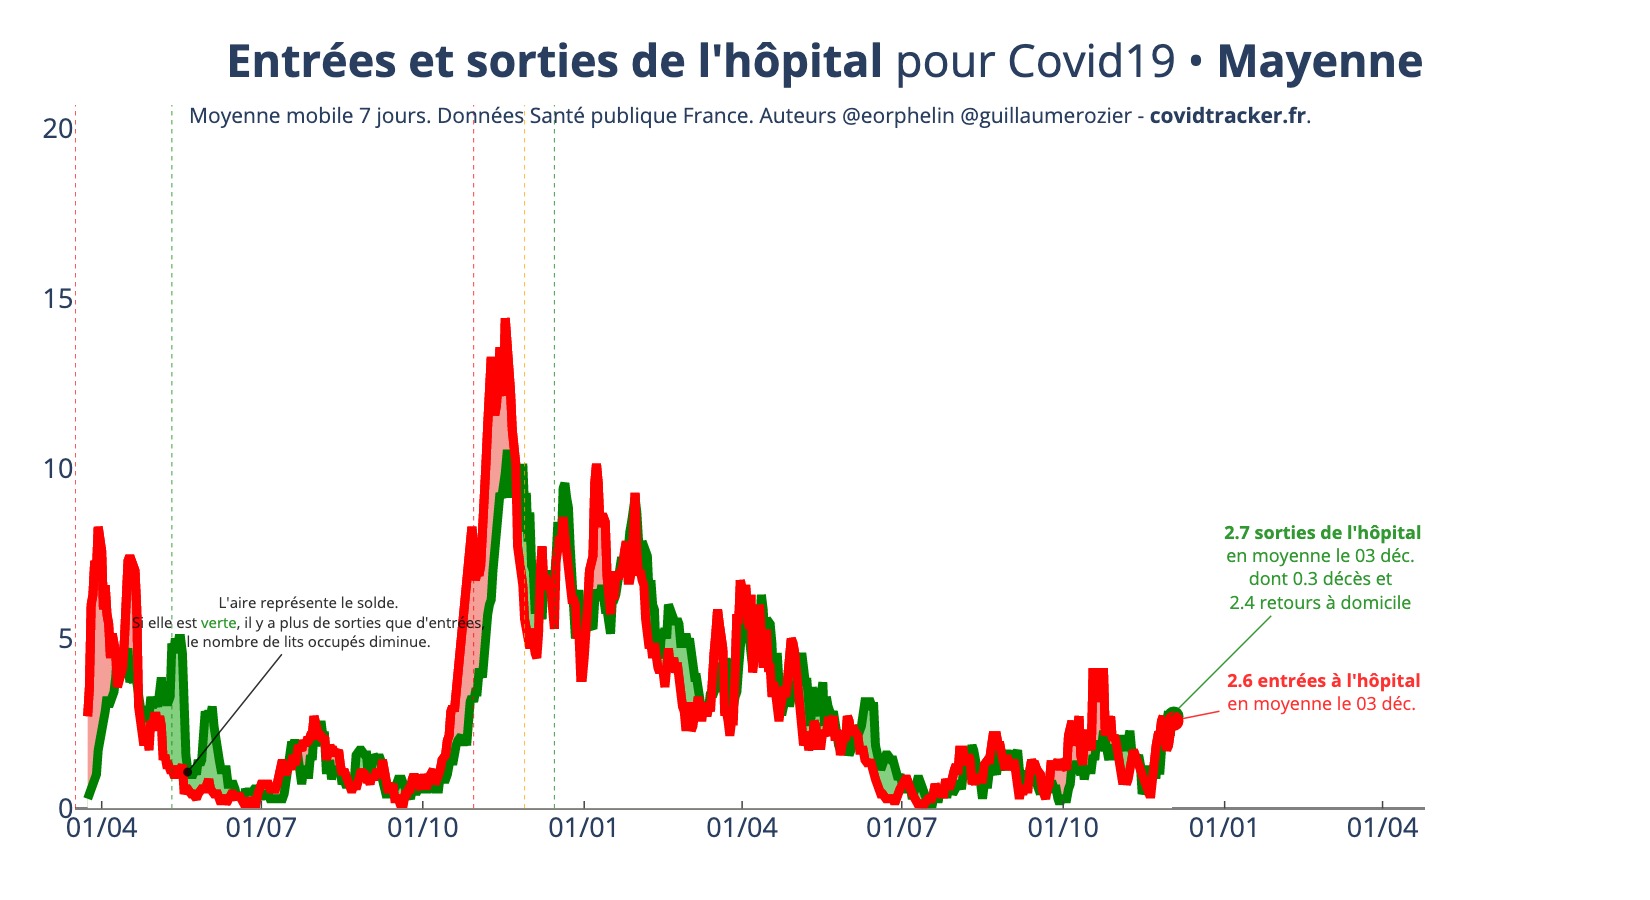 Entrées et sorties de l'hôpital pour Covid19 • Mayenne
Moyenne mobile 7 jours. Données Santé publique France. Auteurs @eorphelin @guillaumerozier - covidtracker.fr.
20
15
10
5
0
L'aire représente le solde.
Si elle est verte, il y a plus de sorties que d'entrées,
le nombre de lits occupés diminue.
2.7 sorties de l'hôpital
en moyenne le 03 déc.
dont 0.3 décès et
2.4 retours à domicile
2.6 entrées à l'hôpital
en moyenne le 03 déc.
01/04 01/07 01/10 01/01 01/04 01/07 01/10 01/01 01/04